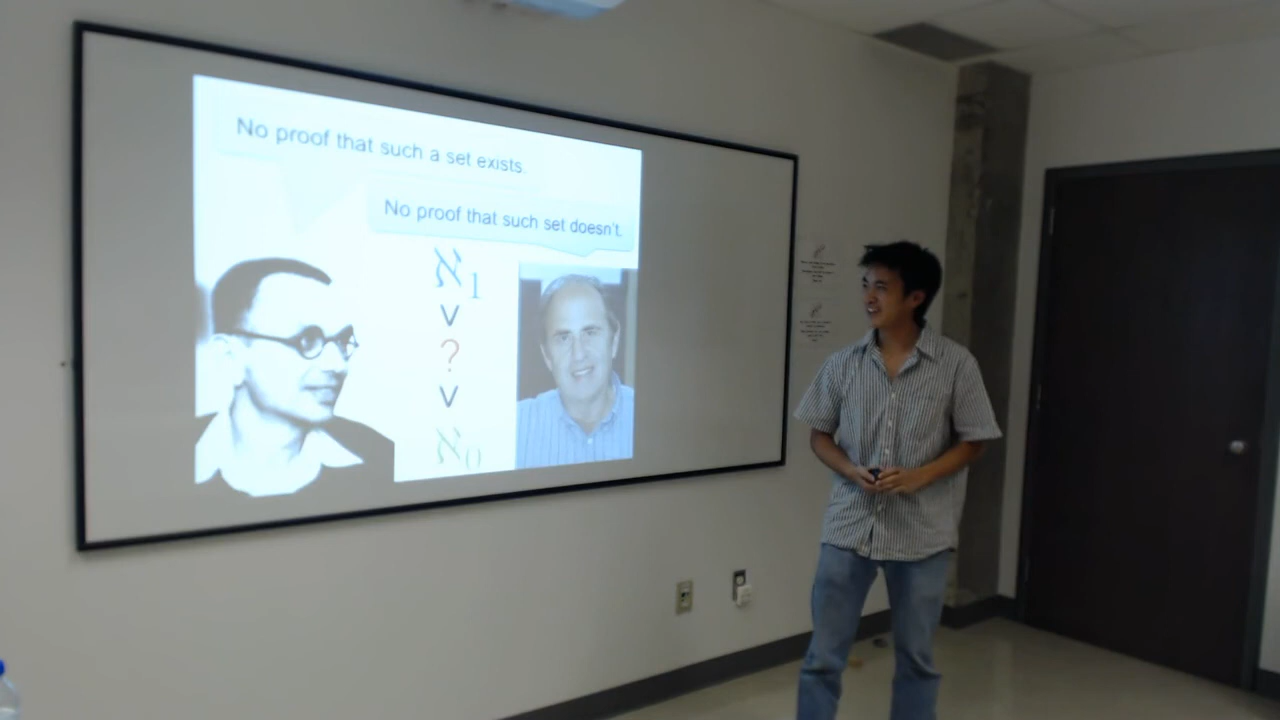 No proof that such a set exists.
No proof that such set doesn't.
ℵ1
v
?
v
ℵ0